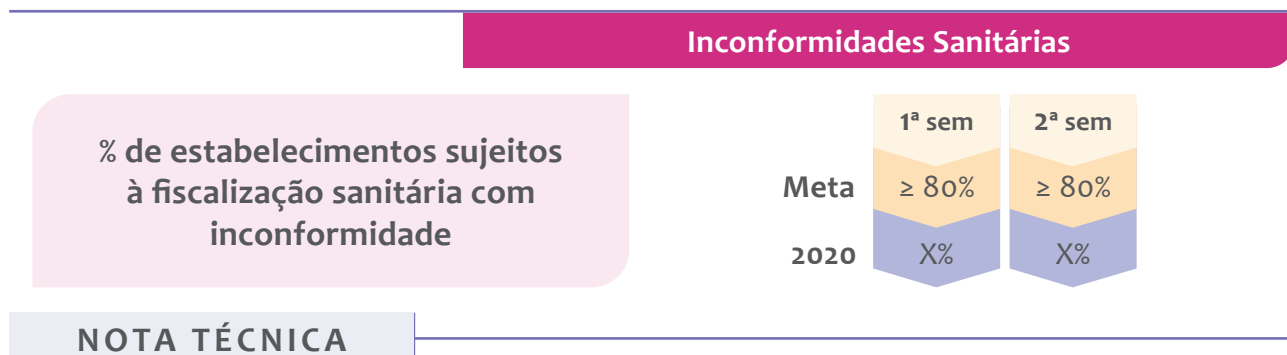 Inconformidades Sanitárias
% de estabelecimentos sujeitos
à fiscalização sanitária com
inconformidade
1ª sem 2ª sem
Meta ≥ 80% ≥ 80%
2020 X% X%
NOTA TÉCNICA